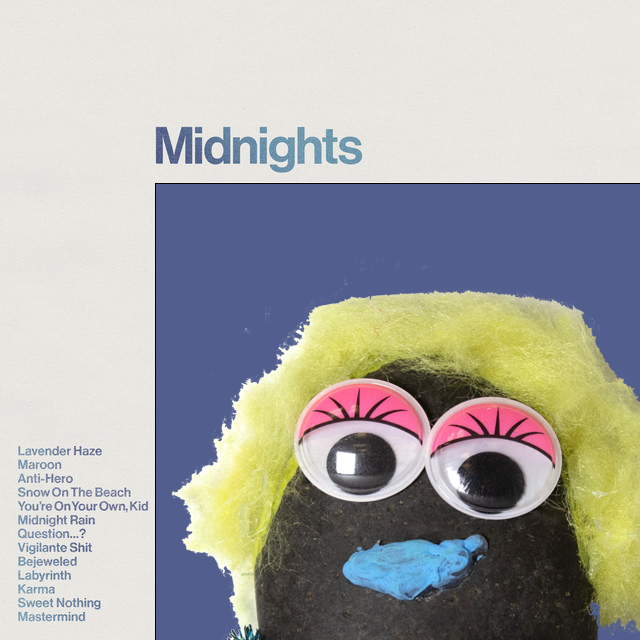 Midnights
Lavender Haze
Maroon
Anti-Hero
Snow On The Beach
You're On Your Own, Kid
Midnight Rain
Question...?
Vigilante Shit
Bejeweled
Labyrinth
Karma
Sweet Nothing
Mastermind